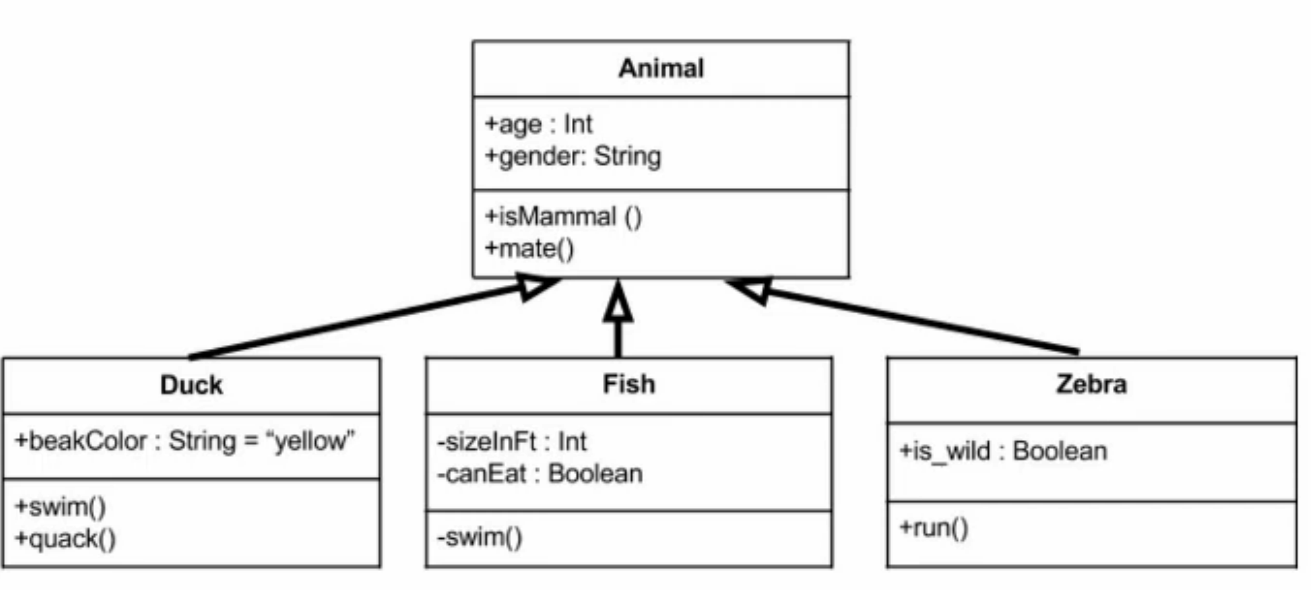 Animal
+age : Int
+gender: String
+isMammal ()
+mate()
Duck
+beakColor : String = “yellow”
+swim()
+quack()
Fish
-sizeInFt : Int
-canEat : Boolean
-swim()
Zebra
+is_wild : Boolean
+run()